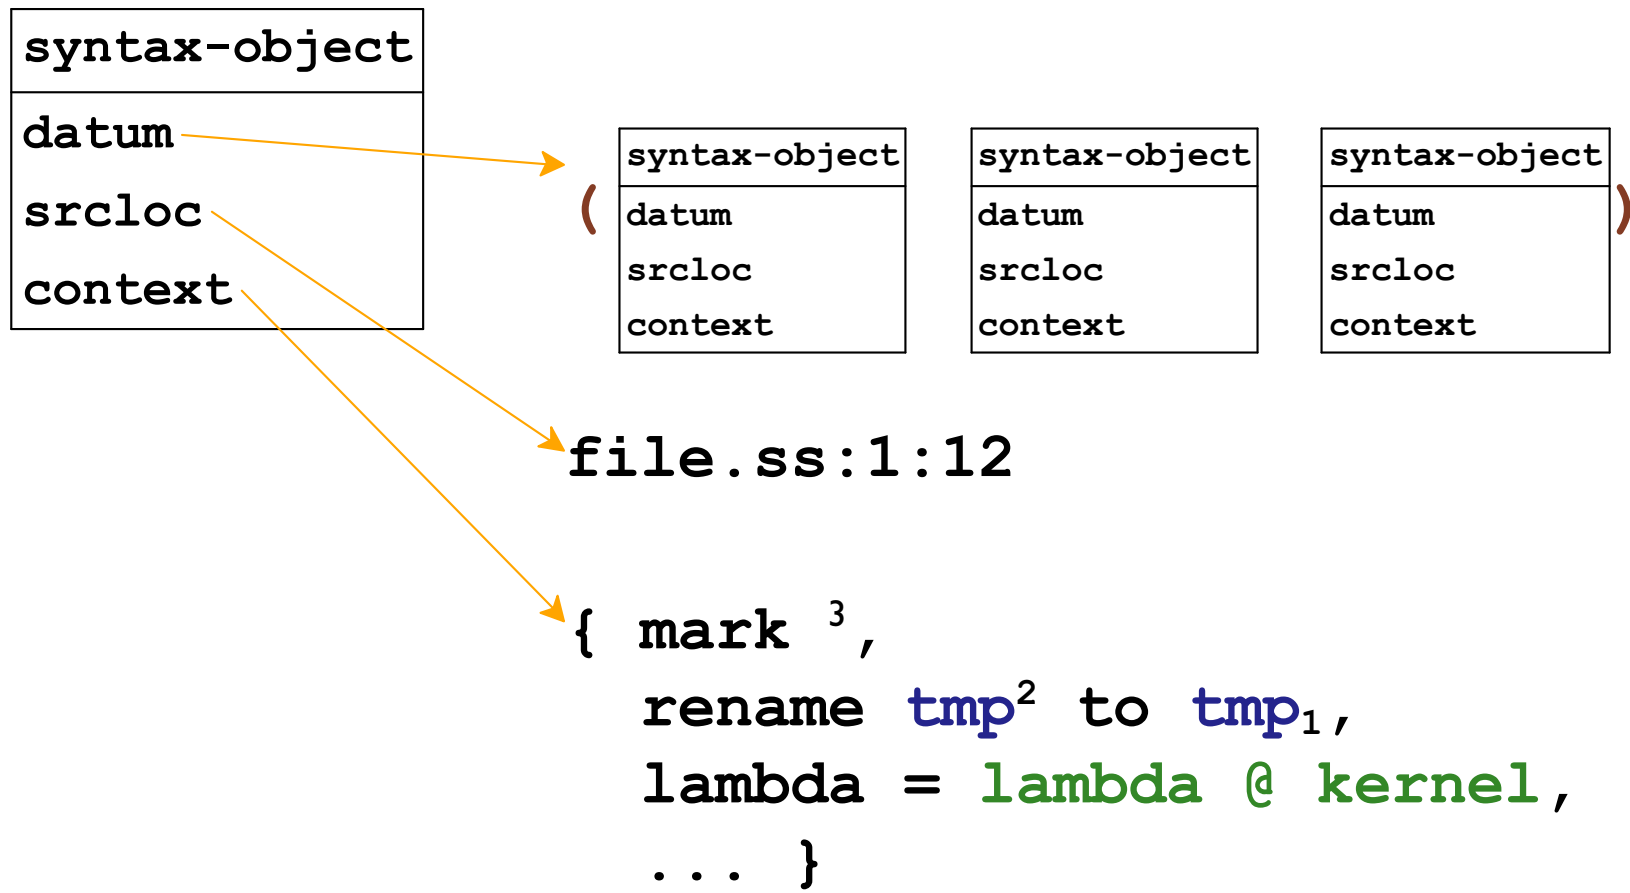 syntax-object
datum
srcloc
context
( syntax-object syntax-object syntax-object )
datum datum datum
srcloc srcloc srcloc
context context context
file.ss:1:12
{ mark ³,
rename tmp² to tmp₁,
lambda = lambda @ kernel,
... }